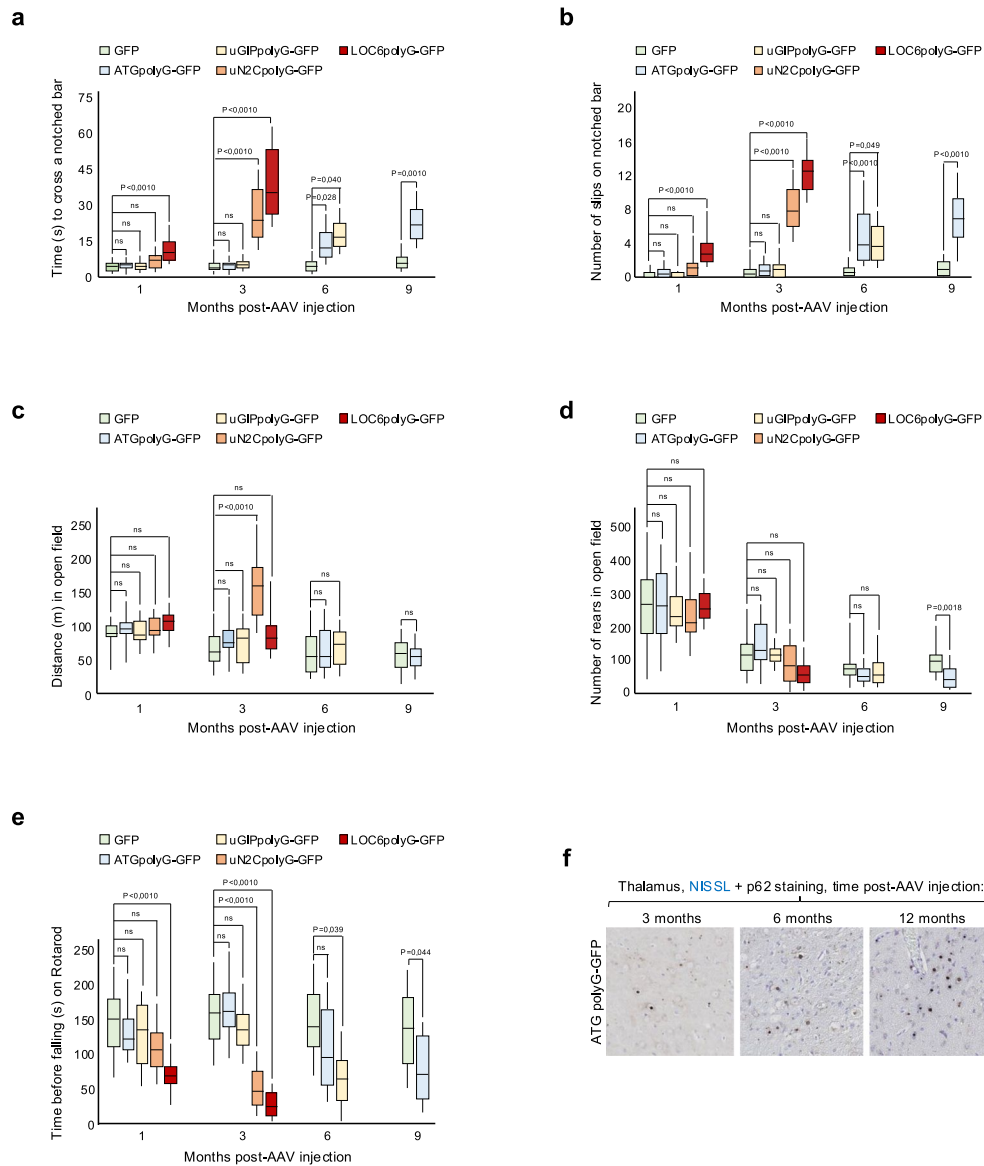 a
GFP
uGIPpolyG-GFP
LOC6polyG-GFP
ATGpolyG-GFP
uN2CpolyG-GFP
Time (s) to cross a notched bar
75
60
45
30
15
0
P<0,0010
ns
ns
ns
P<0,0010
P<0,0010
ns
ns
P=0,040
P=0,028
P=0,0010
1
3
6
9
Months post-AAV injection
b
GFP
uGIPpolyG-GFP
LOC6polyG-GFP
ATGpolyG-GFP
uN2CpolyG-GFP
Number of slips on notched bar
20
16
12
8
4
0
P<0,0010
ns
ns
ns
P<0,0010
P<0,0010
ns
ns
P=0,049
P<0,0010
P<0,0010
1
3
6
9
Months post-AAV injection
c
GFP
uGIPpolyG-GFP
LOC6polyG-GFP
ATGpolyG-GFP
uN2CpolyG-GFP
Distance (m) in open field
250
200
150
100
50
0
ns
ns
ns
ns
ns
P<0,0010
ns
ns
ns
ns
ns
1
3
6
9
Months post-AAV injection
d
GFP
uGIPpolyG-GFP
LOC6polyG-GFP
ATGpolyG-GFP
uN2CpolyG-GFP
Number of rears in open field
500
400
300
200
100
0
ns
ns
ns
ns
ns
ns
ns
ns
ns
ns
P=0,0018
1
3
6
9
Months post-AAV injection
e
GFP
uGIPpolyG-GFP
LOC6polyG-GFP
ATGpolyG-GFP
uN2CpolyG-GFP
Time before falling (s) on Rotarod
250
200
150
100
50
0
P<0,0010
ns
ns
ns
P<0,0010
P<0,0010
ns
ns
P=0,039
ns
P=0,044
1
3
6
9
Months post-AAV injection
f
Thalamus, NISSL + p62 staining, time post-AAV injection:
3 months
6 months
12 months
ATG polyG-GFP